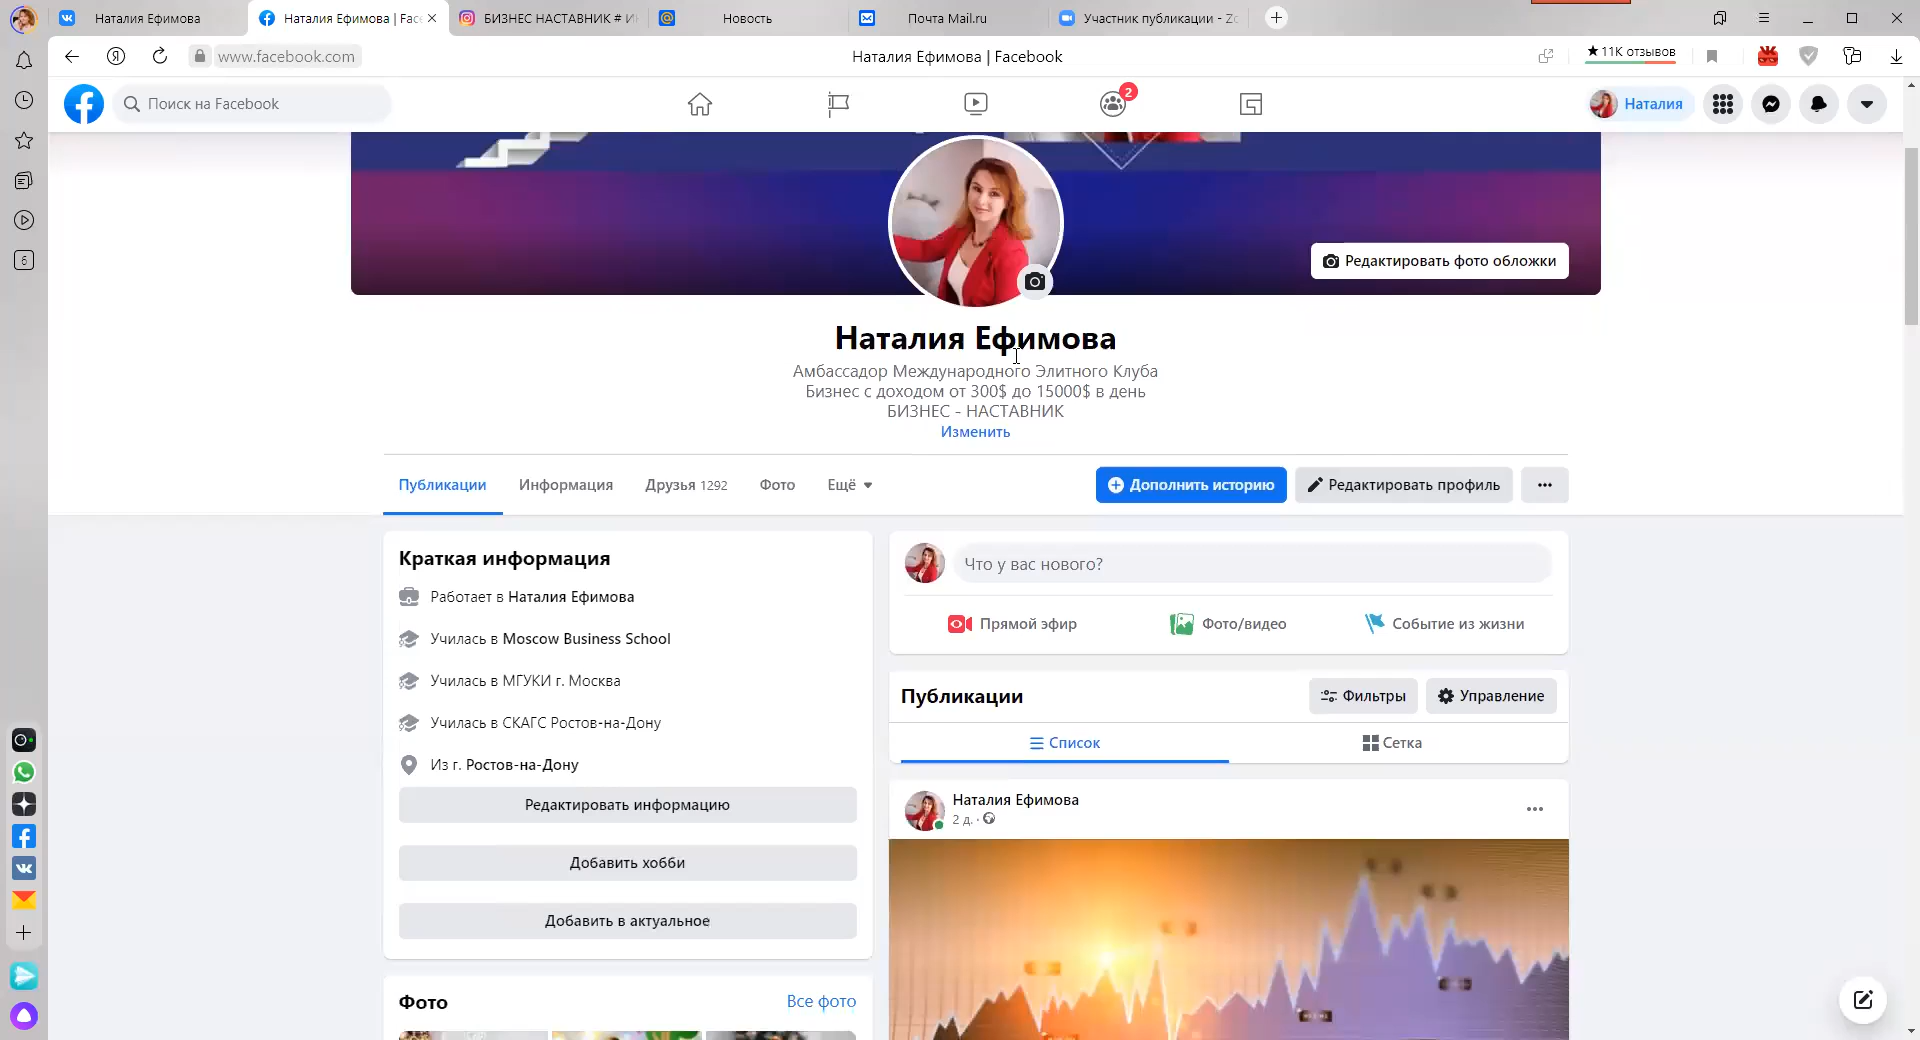 Наталия Ефимова
Наталия Ефимова | Fac
БИЗНЕС НАСТАВНИК # И
Новость
Почта Mail.ru
Участник публикации - Zo
www.facebook.com
Наталия Ефимова | Facebook
★ 11К отзывов
Поиск на Facebook
2
Наталия
6
Редактировать фото обложки
Наталия Ефимова
Амбассадор Международного Элитного Клуба
Бизнес с доходом от 300$ до 15000$ в день
БИЗНЕС - НАСТАВНИК
Изменить
Публикации
Информация
Друзья 1292
Фото
Ещё
Дополнить историю
Редактировать профиль
Краткая информация
Работает в Наталия Ефимова
Училась в Moscow Business School
Училась в МГУКИ г. Москва
Училась в СКАГС Ростов-на-Дону
Из г. Ростов-на-Дону
Редактировать информацию
Добавить хобби
Добавить в актуальное
Фото
Все фото
Что у вас нового?
Прямой эфир
Фото/видео
Событие из жизни
Публикации
Фильтры
Управление
Список
Сетка
Наталия Ефимова
2 д. ·